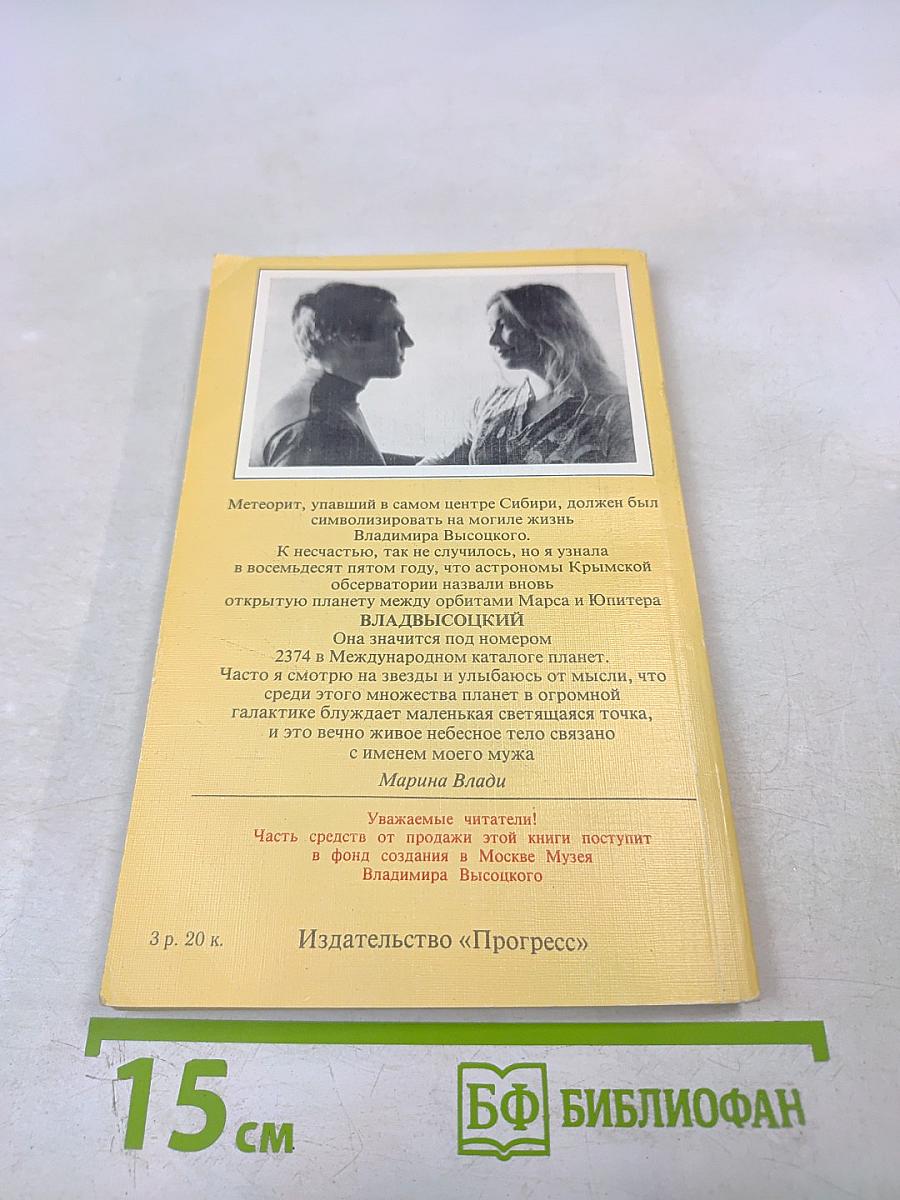 Метеорит, упавший в самом центре Сибири, должен был
символизировать на могиле жизнь
Владимира Высоцкого.
К несчастью, так не случилось, но я узнала
в восемьдесят пятом году, что астрономы Крымской
обсерватории назвали вновь
открытую планету между орбитами Марса и Юпитера
ВЛАДВЫСОЦКИЙ
Она значится под номером
2374 в Международном каталоге планет.
Часто я смотрю на звезды и улыбаюсь от мысли, что
среди этого множества планет в огромной
галактике блуждает маленькая светящаяся точка,
и это вечно живое небесное тело связано
с именем моего мужа
Марина Влади
Уважаемые читатели!
Часть средств от продажи этой книги поступит
в фонд создания в Москве Музея
Владимира Высоцкого
3 р. 20 к. Издательство «Прогресс»
15 см БФ БИБЛИОФАН